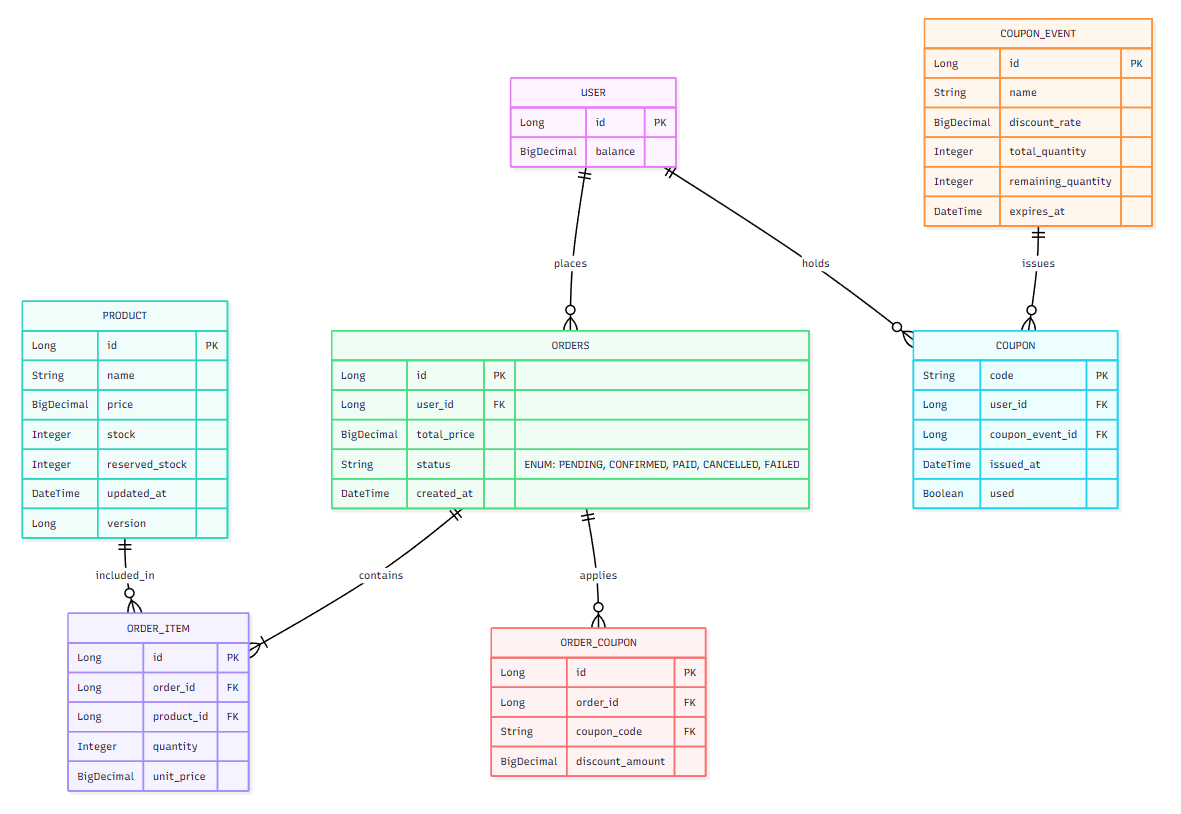 COUPON_EVENT
Long id PK
String name
BigDecimal discount_rate
Integer total_quantity
Integer remaining_quantity
DateTime expires_at
USER
Long id PK
BigDecimal balance
places
holds
issues
PRODUCT
Long id PK
String name
BigDecimal price
Integer stock
Integer reserved_stock
DateTime updated_at
Long version
ORDERS
Long id PK
Long user_id FK
BigDecimal total_price
String status ENUM: PENDING, CONFIRMED, PAID, CANCELLED, FAILED
DateTime created_at
COUPON
String code PK
Long user_id FK
Long coupon_event_id FK
DateTime issued_at
Boolean used
included_in
contains
applies
ORDER_ITEM
Long id PK
Long order_id FK
Long product_id FK
Integer quantity
BigDecimal unit_price
ORDER_COUPON
Long id PK
Long order_id FK
String coupon_code FK
BigDecimal discount_amount